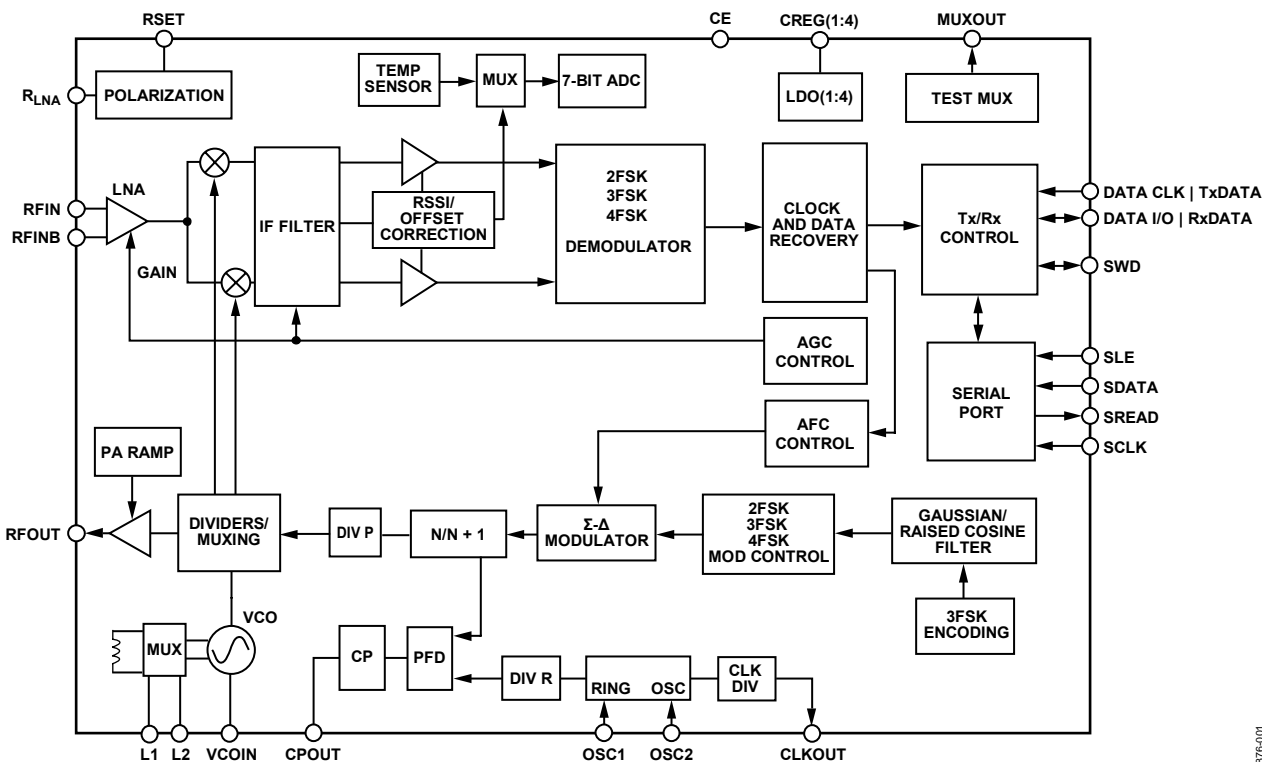 RSET
CE
CREG(1:4)
MUXOUT
R_LNA
POLARIZATION
TEMP
SENSOR
MUX
7-BIT ADC
LDO(1:4)
TEST MUX
LNA
RFIN
RFINB
GAIN
IF FILTER
RSSI/
OFFSET
CORRECTION
2FSK
3FSK
4FSK
DEMODULATOR
CLOCK
AND DATA
RECOVERY
Tx/Rx
CONTROL
DATA CLK | TxDATA
DATA I/O | RxDATA
SWD
AGC
CONTROL
SERIAL
PORT
SLE
SDATA
SREAD
SCLK
AFC
CONTROL
PA RAMP
RFOUT
DIVIDERS/
MUXING
DIV P
N/N + 1
Σ-Δ
MODULATOR
2FSK
3FSK
4FSK
MOD CONTROL
GAUSSIAN/
RAISED COSINE
FILTER
3FSK
ENCODING
VCO
MUX
CP
PFD
DIV R
RING
OSC
CLK
DIV
L1
L2
VCOIN
CPOUT
OSC1
OSC2
CLKOUT